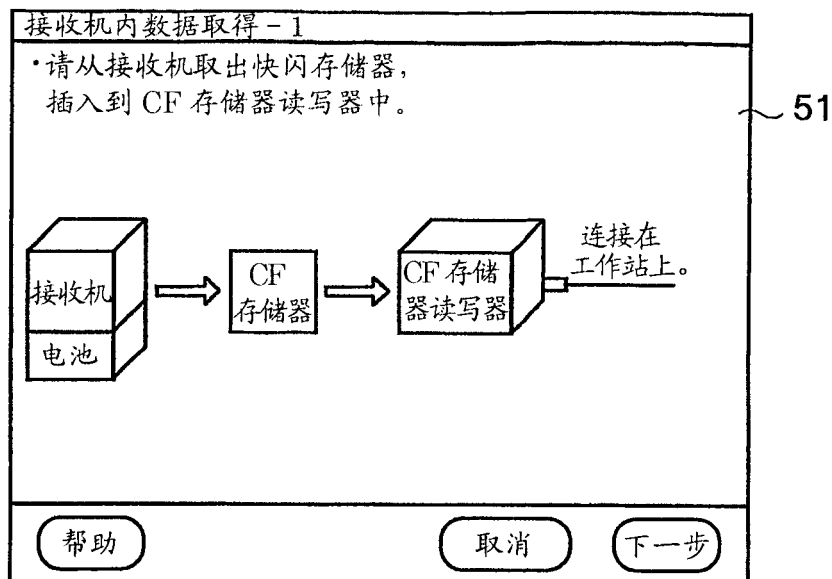 接收机内数据取得-1
·请从接收机取出快闪存储器,
插入到 CF 存储器读写器中。
51
连接在
工作站上。
接收机
电池
CF
存储器
CF 存储
器读写器
帮助
取消
下一步